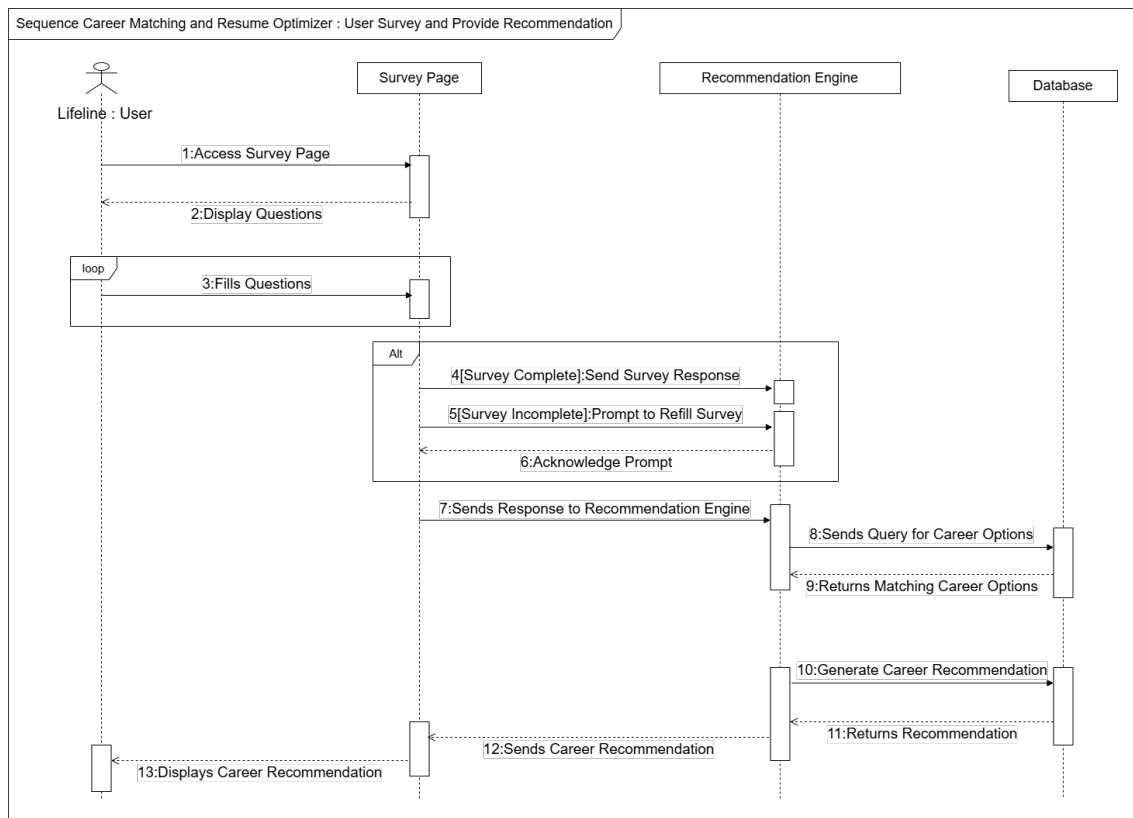 Sequence Career Matching and Resume Optimizer : User Survey and Provide Recommendation
Survey Page
Recommendation Engine
Database
Lifeline : User
1:Access Survey Page
2:Display Questions
loop
3:Fills Questions
Alt
4[Survey Complete]:Send Survey Response
5[Survey Incomplete]:Prompt to Refill Survey
6:Acknowledge Prompt
7:Sends Response to Recommendation Engine
8:Sends Query for Career Options
9:Returns Matching Career Options
10:Generate Career Recommendation
11:Returns Recommendation
12:Sends Career Recommendation
13:Displays Career Recommendation